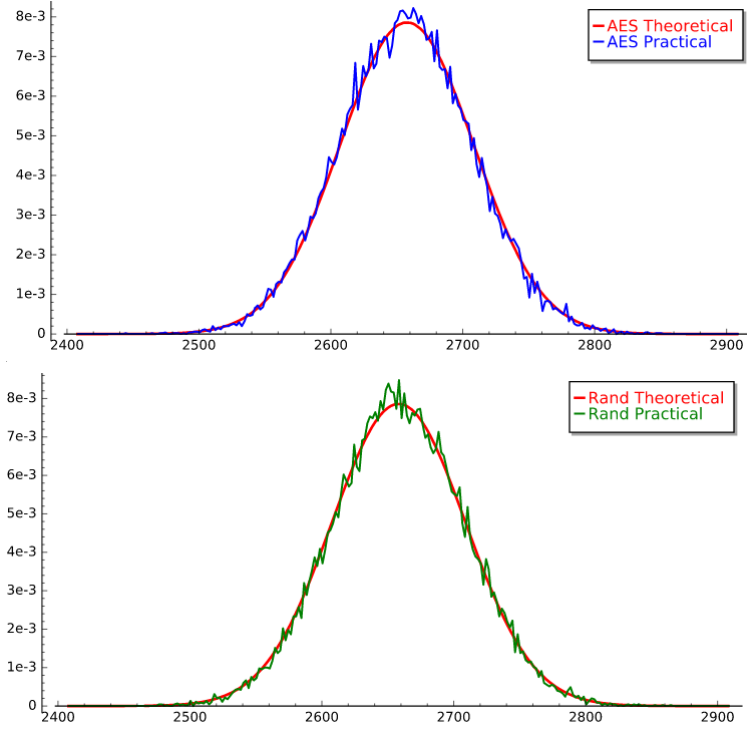 8e-3
7e-3
6e-3
5e-3
4e-3
3e-3
2e-3
1e-3
0
2400 2500 2600 2700 2800 2900
AES Theoretical
AES Practical
8e-3
7e-3
6e-3
5e-3
4e-3
3e-3
2e-3
1e-3
0
2400 2500 2600 2700 2800 2900
Rand Theoretical
Rand Practical